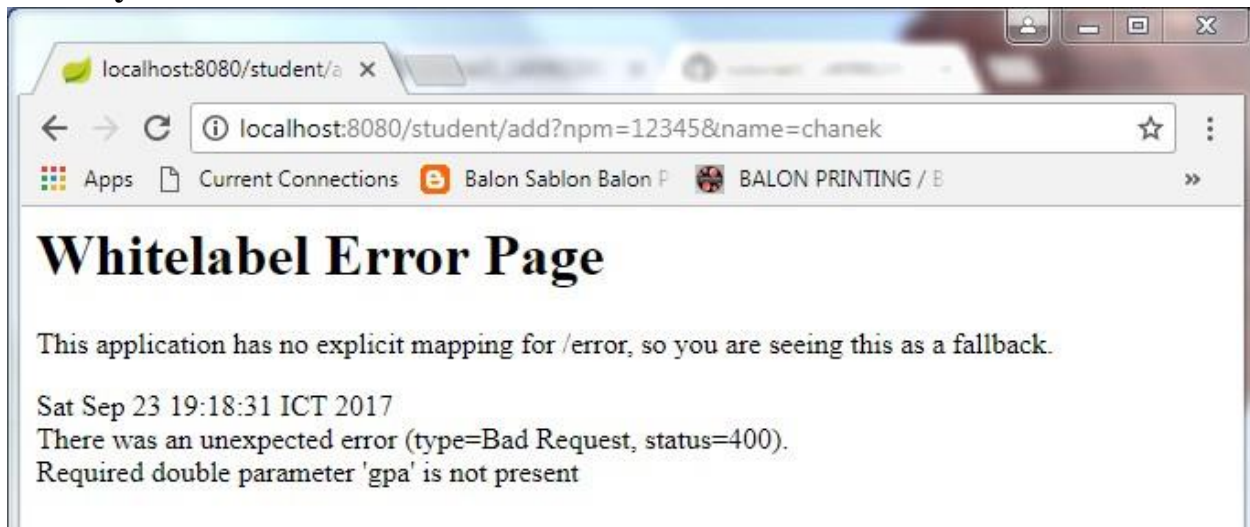 localhost:8080/student/a
localhost:8080/student/add?npm=12345&name=chanek
Apps Current Connections Balon Sablon Balon P BALON PRINTING / B
Whitelabel Error Page
This application has no explicit mapping for /error, so you are seeing this as a fallback.
Sat Sep 23 19:18:31 ICT 2017
There was an unexpected error (type=Bad Request, status=400).
Required double parameter 'gpa' is not present